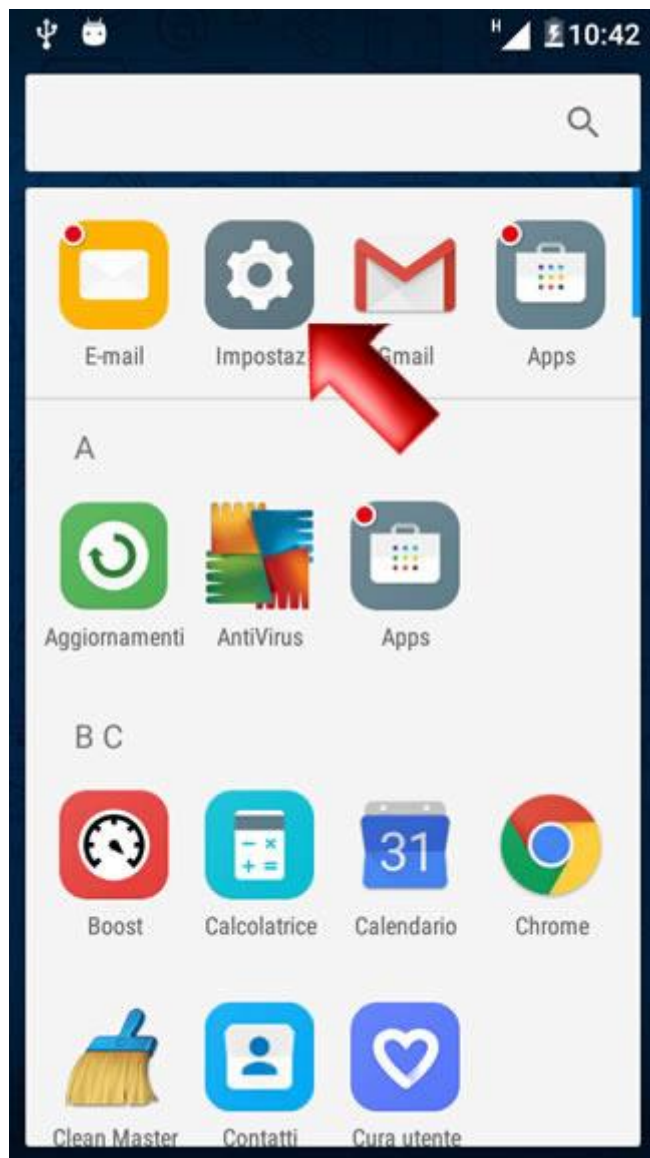 H 10:42
E-mail Impostaz Gmail Apps
A
Aggiornamenti AntiVirus Apps
B C
31
Boost Calcolatrice Calendario Chrome
Clean Master Contatti Cura utente